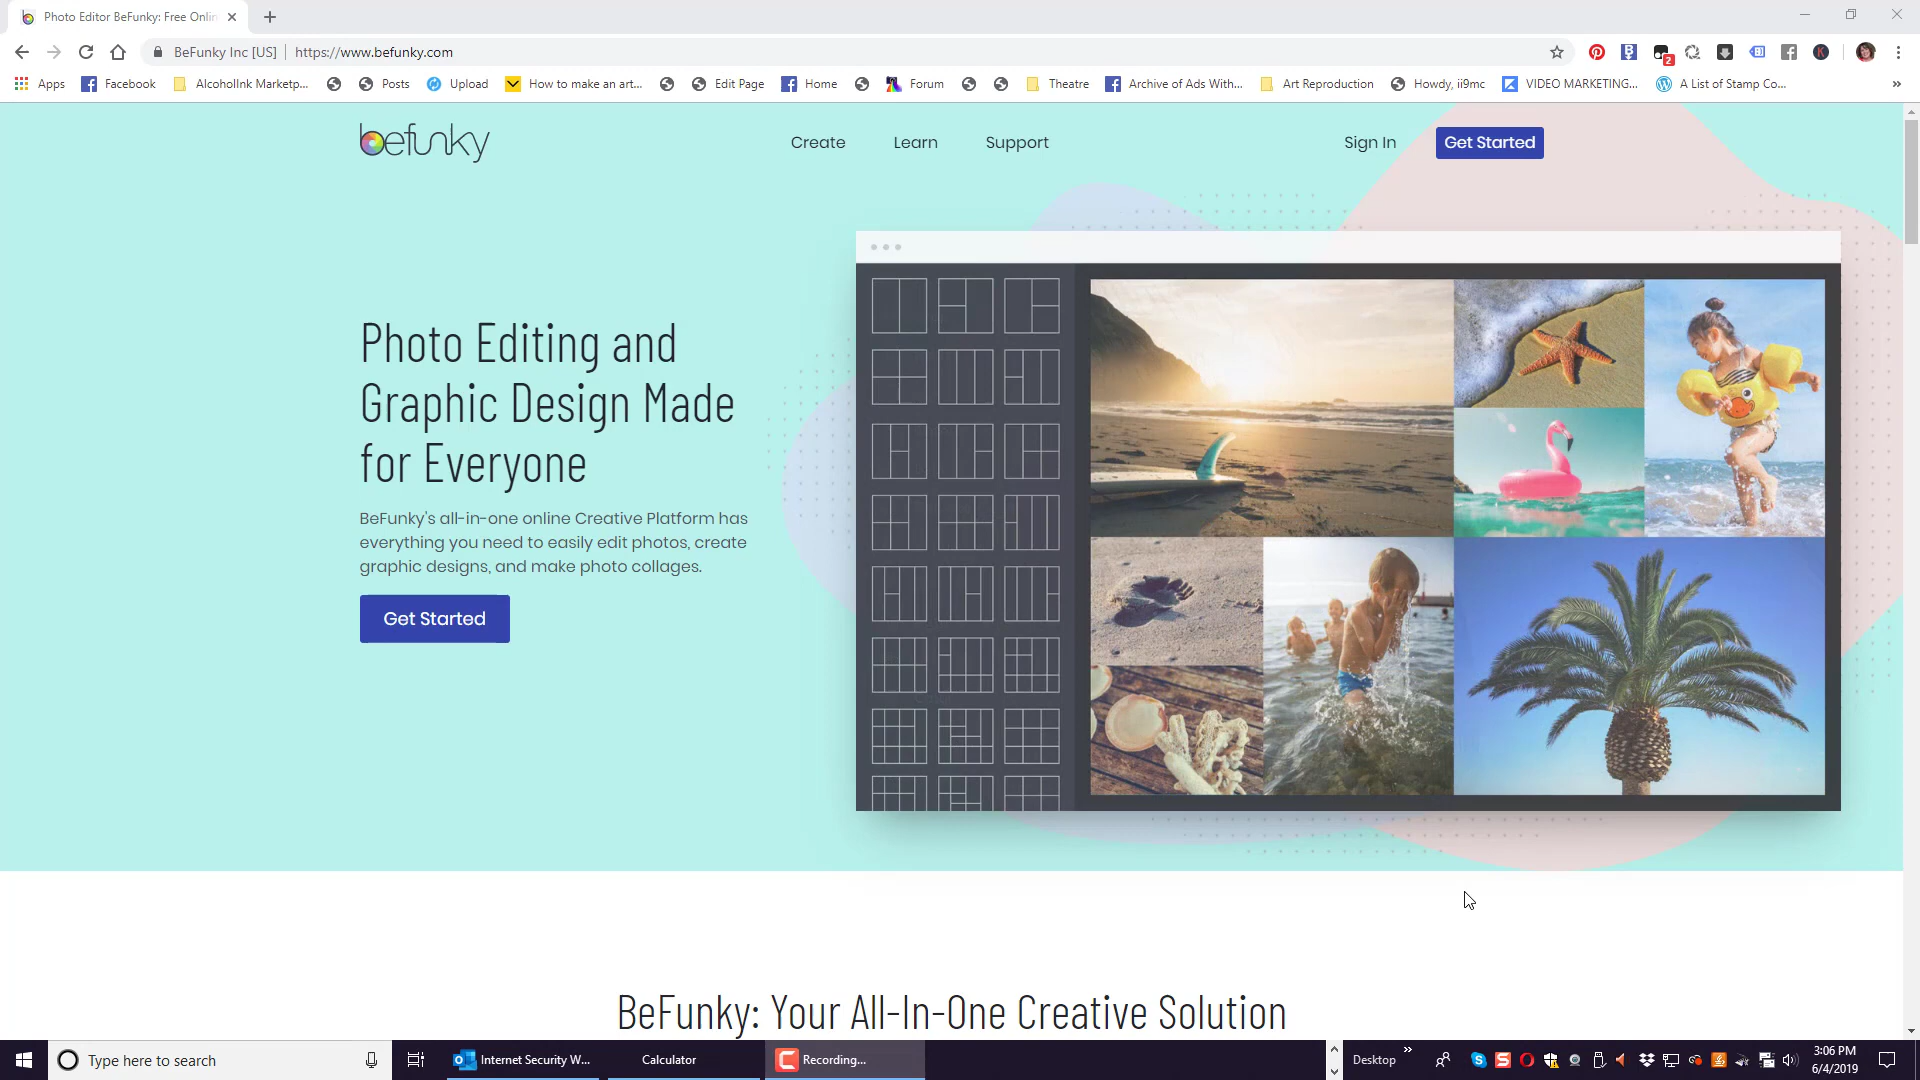 Photo Editor BeFunky: Free Onlin
BeFunky Inc [US]
https://www.befunky.com
2
Apps
Facebook
AlcoholInk Marketp...
Posts
Upload
How to make an art...
Edit Page
Home
Forum
Theatre
Archive of Ads With...
Art Reproduction
Howdy, ii9mc
VIDEO MARKETING...
A List of Stamp Co...
befunky
Create
Learn
Support
Sign In
Get Started
Photo Editing and
Graphic Design Made
for Everyone
BeFunky's all-in-one online Creative Platform has
everything you need to easily edit photos, create
graphic designs, and make photo collages.
Get Started
BeFunky: Your All-In-One Creative Solution
Type here to search
Internet Security W...
Calculator
Recording...
Desktop
3:06 PM
6/4/2019